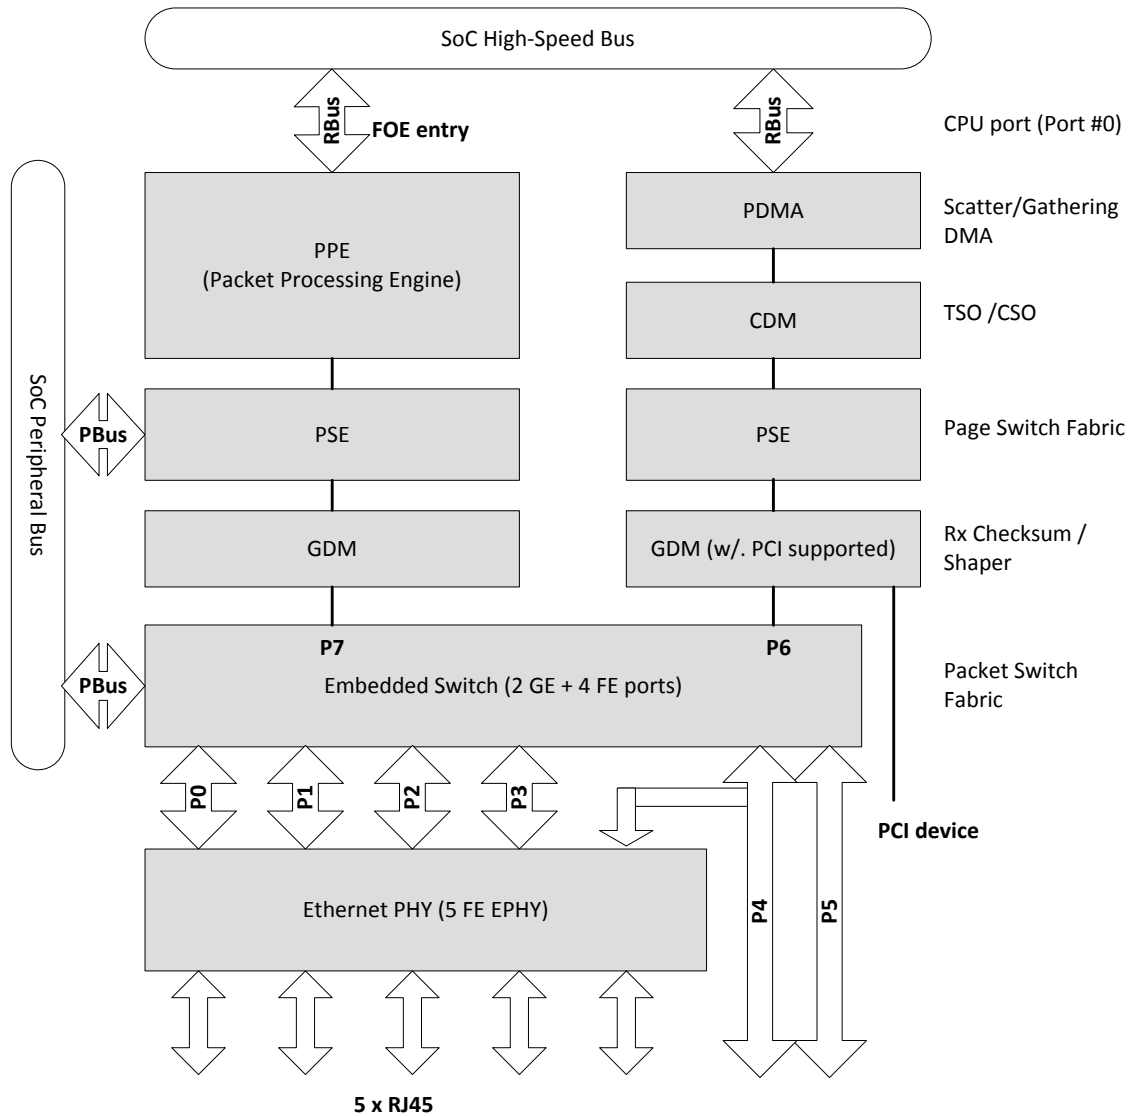 SoC High-Speed Bus
RBus
FOE entry
RBus
CPU port (Port #0)
PPE
(Packet Processing Engine)
PDMA
Scatter/Gathering
DMA
CDM
TSO /CSO
SoC Peripheral Bus
PBus
PSE
PSE
Page Switch Fabric
GDM
GDM (w/. PCI supported)
Rx Checksum /
Shaper
P7
P6
PBus
Embedded Switch (2 GE + 4 FE ports)
Packet Switch
Fabric
P0
P1
P2
P3
PCI device
Ethernet PHY (5 FE EPHY)
P4
P5
5 x RJ45